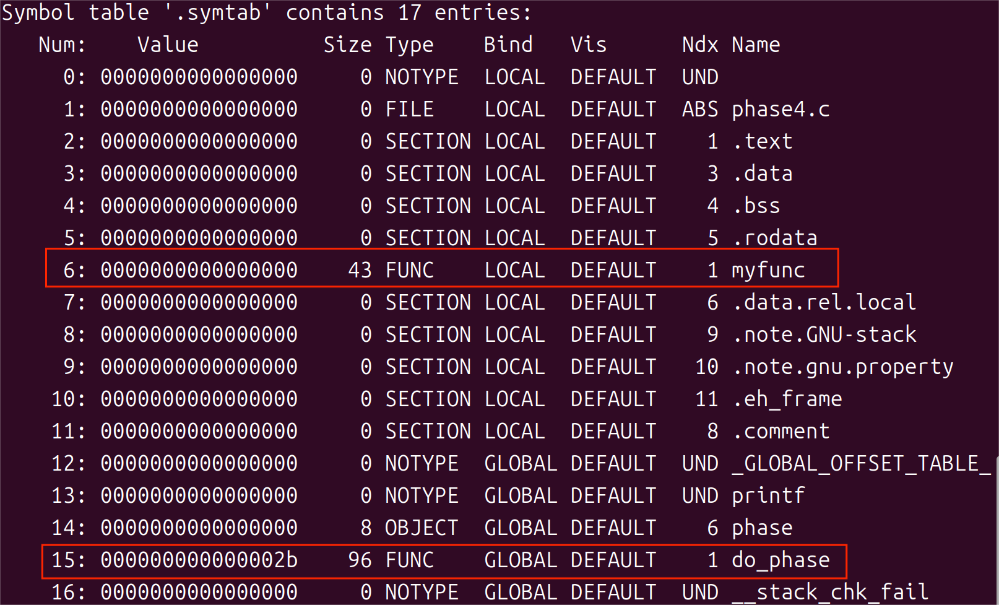 Symbol table '.symtab' contains 17 entries:
   Num:    Value          Size Type    Bind   Vis      Ndx Name
     0: 0000000000000000     0 NOTYPE  LOCAL  DEFAULT  UND
     1: 0000000000000000     0 FILE    LOCAL  DEFAULT  ABS phase4.c
     2: 0000000000000000     0 SECTION LOCAL  DEFAULT    1 .text
     3: 0000000000000000     0 SECTION LOCAL  DEFAULT    3 .data
     4: 0000000000000000     0 SECTION LOCAL  DEFAULT    4 .bss
     5: 0000000000000000     0 SECTION LOCAL  DEFAULT    5 .rodata
     6: 0000000000000000    43 FUNC    LOCAL  DEFAULT    1 myfunc
     7: 0000000000000000     0 SECTION LOCAL  DEFAULT    6 .data.rel.local
     8: 0000000000000000     0 SECTION LOCAL  DEFAULT    9 .note.GNU-stack
     9: 0000000000000000     0 SECTION LOCAL  DEFAULT   10 .note.gnu.property
    10: 0000000000000000     0 SECTION LOCAL  DEFAULT   11 .eh_frame
    11: 0000000000000000     0 SECTION LOCAL  DEFAULT    8 .comment
    12: 0000000000000000     0 NOTYPE  GLOBAL DEFAULT  UND _GLOBAL_OFFSET_TABLE_
    13: 0000000000000000     0 NOTYPE  GLOBAL DEFAULT  UND printf
    14: 0000000000000000     8 OBJECT  GLOBAL DEFAULT    6 phase
    15: 000000000000002b    96 FUNC    GLOBAL DEFAULT    1 do_phase
    16: 0000000000000000     0 NOTYPE  GLOBAL DEFAULT  UND __stack_chk_fail